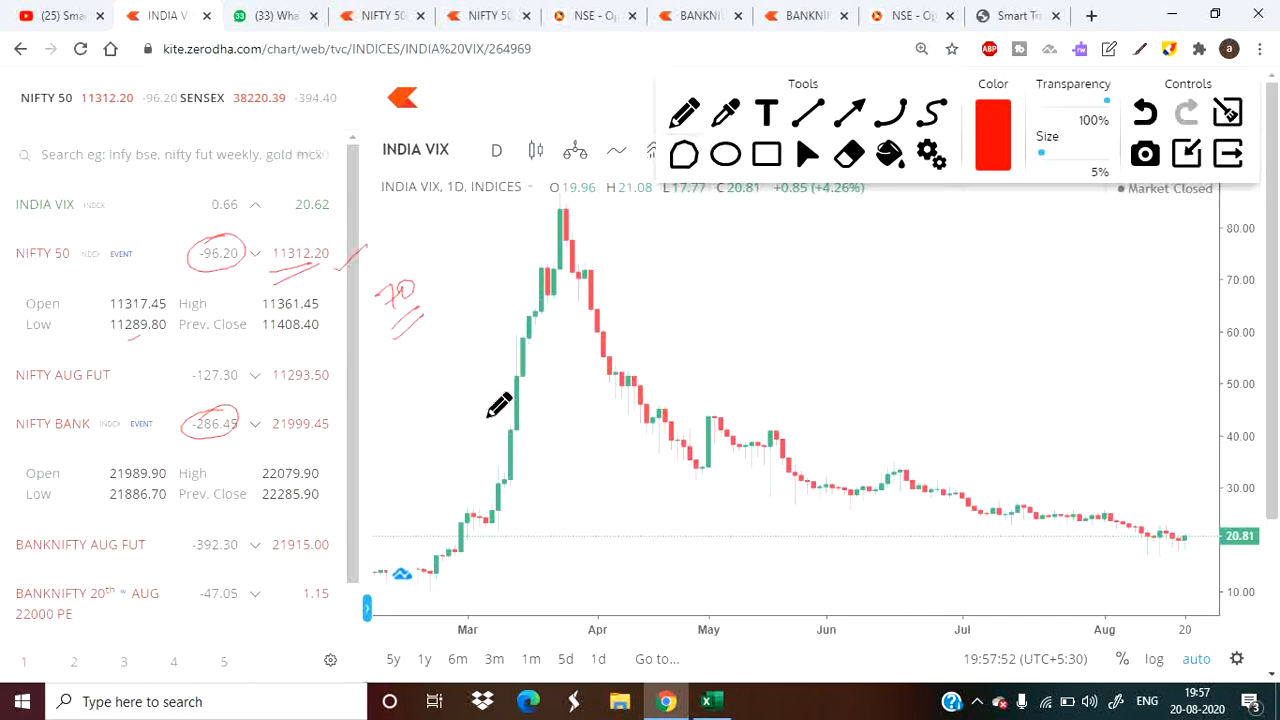 (25) Smar
INDIA V
(33) Wha
NIFTY 50
NIFTY 50
NSE - Op
BANKNIF
BANKNIF
NSE - Op
Smart To
kite.zerodha.com/chart/web/tvc/INDICES/INDIA%20VIX/264969
ABP
a
NIFTY 50 11312.20 -96.20 SENSEX 38220.39 -394.40
Search eg: infy bse, nifty fut weekly, gold mcx
INDIA VIX INDEX 0.66 20.62
NIFTY 50 INDEX EVENT -96.20 11312.20
Open 11317.45 High 11361.45
Low 11289.80 Prev. Close 11408.40
NIFTY AUG FUT -127.30 11293.50
NIFTY BANK INDEX EVENT -286.45 21999.45
Open 21989.90 High 22079.90
Low 21886.70 Prev. Close 22285.90
BANKNIFTY AUG FUT -392.30 21915.00
BANKNIFTY 20th w AUG -47.05 1.15
22000 PE
1 2 3 4 5
70
INDIA VIX D
INDIA VIX, 1D, INDICES O 19.96 H 21.08 L 17.77 C 20.81 +0.85 (+4.26%)
Market Closed
Tools Color Transparency Controls
100%
Size
5%
80.00
70.00
60.00
50.00
40.00
30.00
20.81
10.00
Mar Apr May Jun Jul Aug 20
5y 1y 6m 3m 1m 5d 1d Go to... 19:57:52 (UTC+5:30) % log auto
Type here to search
19:57
20-08-2020
3